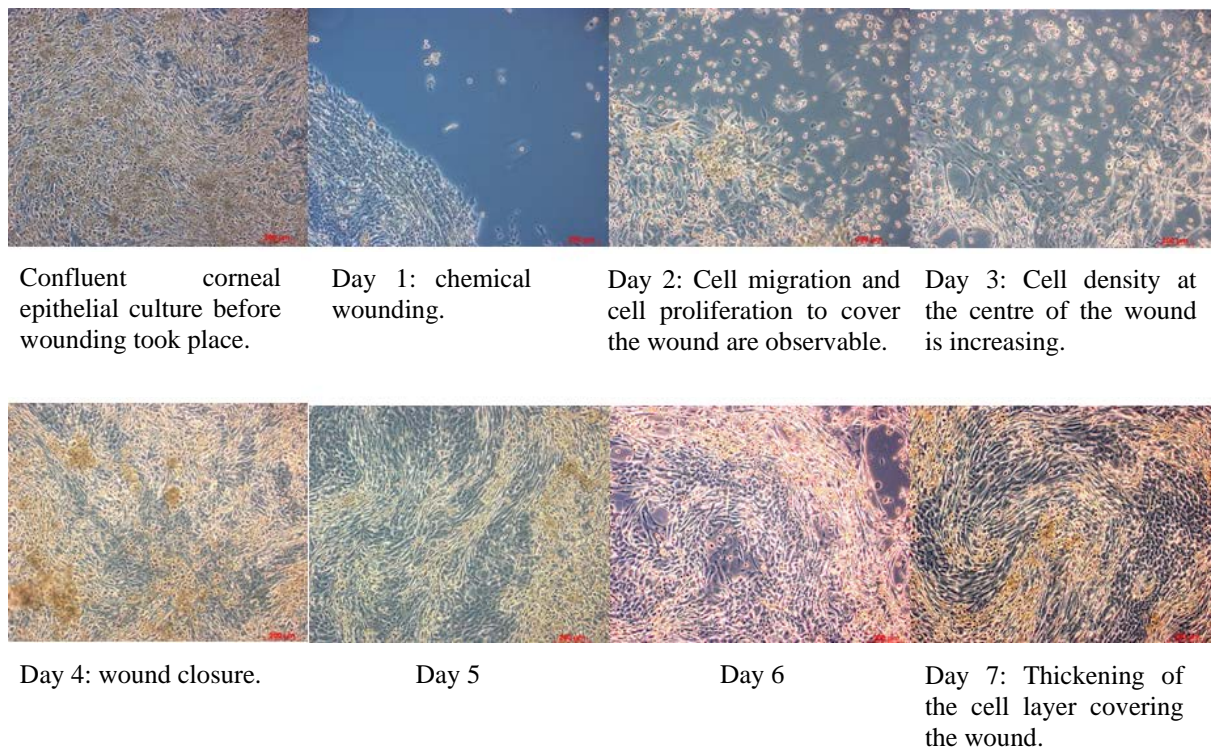 Confluent corneal
epithelial culture before
wounding took place.
Day 1: chemical
wounding.
Day 2: Cell migration and
cell proliferation to cover
the wound are observable.
Day 3: Cell density at
the centre of the wound
is increasing.
Day 4: wound closure.
Day 5
Day 6
Day 7: Thickening of
the cell layer covering
the wound.